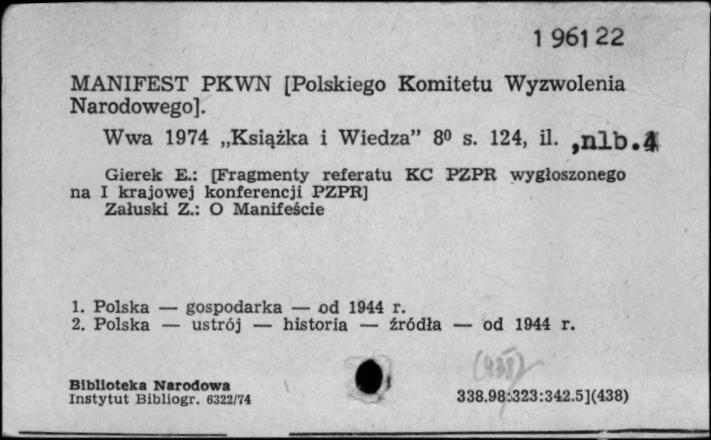 1 961 22
MANIFEST PKWN [Polskiego Komitetu Wyzwolenia
Narodowego].
Wwa 1974 „Książka i Wiedza” 8⁰ s. 124, il. ,nlb.4
Gierek E.: [Fragmenty referatu KC PZPR wygłoszonego
na I krajowej konferencji PZPR]
Załuski Z.: O Manifeście
1. Polska — gospodarka — od 1944 r.
2. Polska — ustrój — historia — źródła — od 1944 r.
(438)
Biblioteka Narodowa
Instytut Bibliogr. 6322/74
338.98:323:342.5](438)